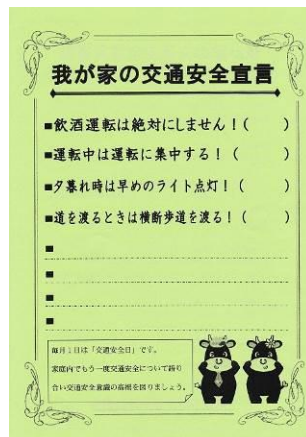 我が家の交通安全宣言
■飲酒運転は絶対にしません!( )
■運転中は運転に集中する!( )
■夕暮れ時は早めのライト点灯!( )
■道を渡るときは横断歩道を渡る!( )
■
■
■
■
毎月1日は「交通安全日」です。
家庭内でもう一度交通安全について語り
合い交通安全意識の高揚を図りましょう。